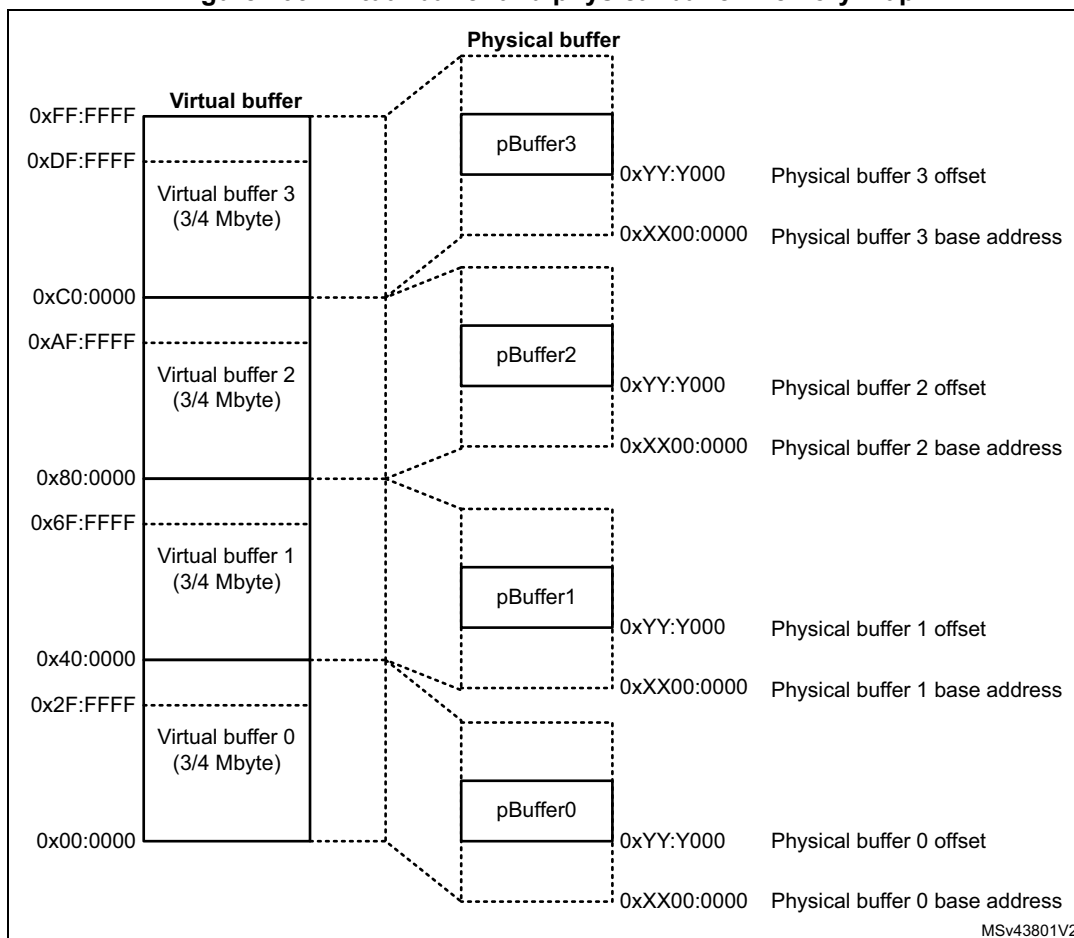 Physical buffer
Virtual buffer
0xFF:FFFF
0xDF:FFFF
Virtual buffer 3
(3/4 Mbyte)
pBuffer3
0xYY:Y000 Physical buffer 3 offset
0xXX00:0000 Physical buffer 3 base address
0xC0:0000
0xAF:FFFF
Virtual buffer 2
(3/4 Mbyte)
pBuffer2
0xYY:Y000 Physical buffer 2 offset
0xXX00:0000 Physical buffer 2 base address
0x80:0000
0x6F:FFFF
Virtual buffer 1
(3/4 Mbyte)
pBuffer1
0xYY:Y000 Physical buffer 1 offset
0x40:0000
0xXX00:0000 Physical buffer 1 base address
0x2F:FFFF
Virtual buffer 0
(3/4 Mbyte)
pBuffer0
0x00:0000
0xYY:Y000 Physical buffer 0 offset
0xXX00:0000 Physical buffer 0 base address
MSv43801V2